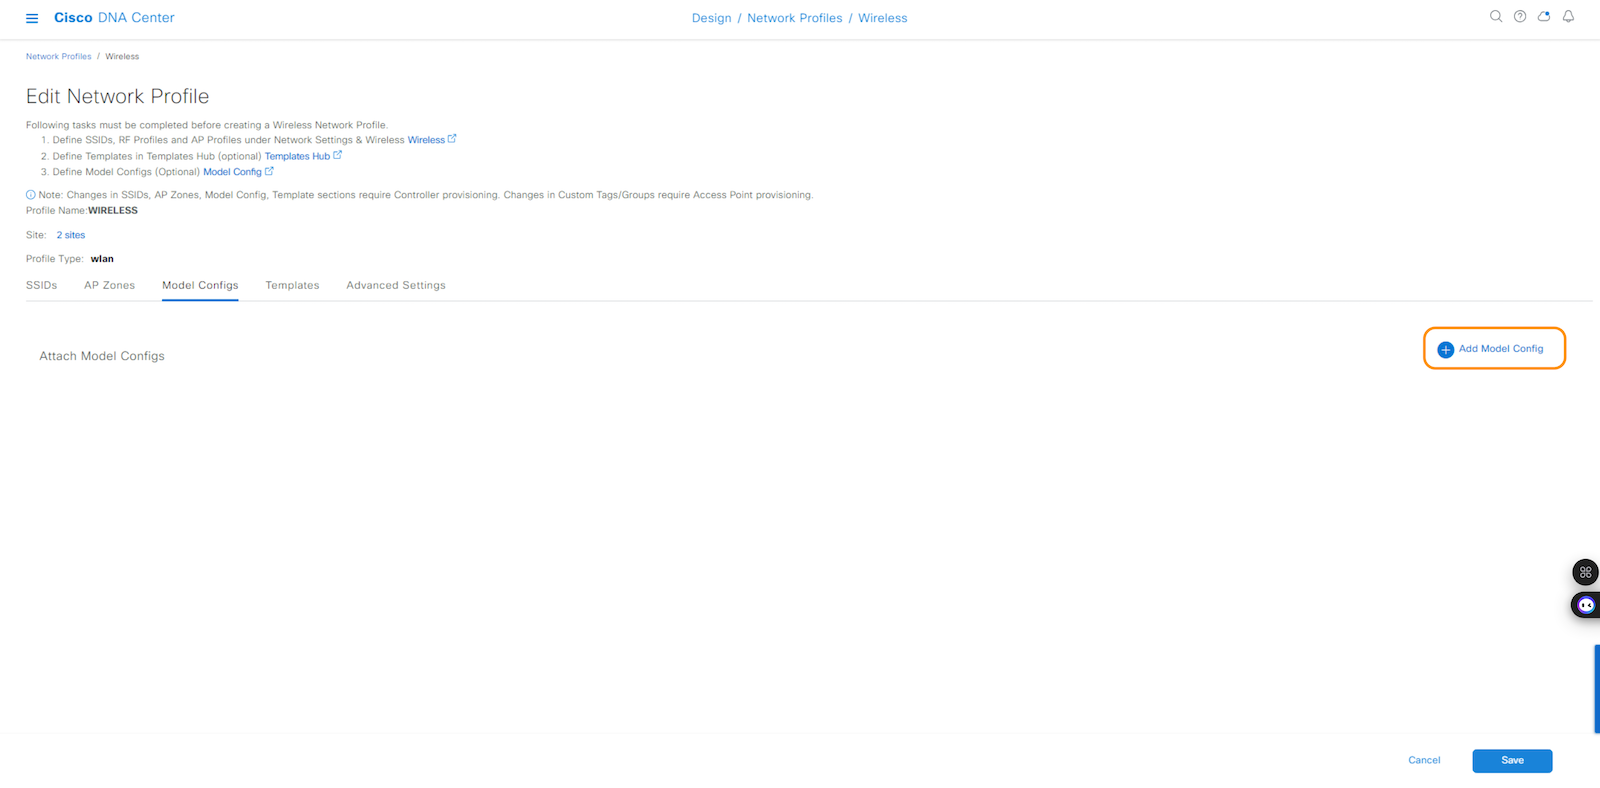 Cisco DNA Center
Design / Network Profiles / Wireless
Network Profiles / Wireless
Edit Network Profile
Following tasks must be completed before creating a Wireless Network Profile.
1. Define SSIDs, RF Profiles and AP Profiles under Network Settings & Wireless Wireless
2. Define Templates in Templates Hub (optional) Templates Hub
3. Define Model Configs (Optional) Model Config
Note: Changes in SSIDs, AP Zones, Model Config, Template sections require Controller provisioning. Changes in Custom Tags/Groups require Access Point provisioning.
Profile Name:WIRELESS
Site: 2 sites
Profile Type: wlan
SSIDs AP Zones Model Configs Templates Advanced Settings
Attach Model Configs
Add Model Config
Cancel Save